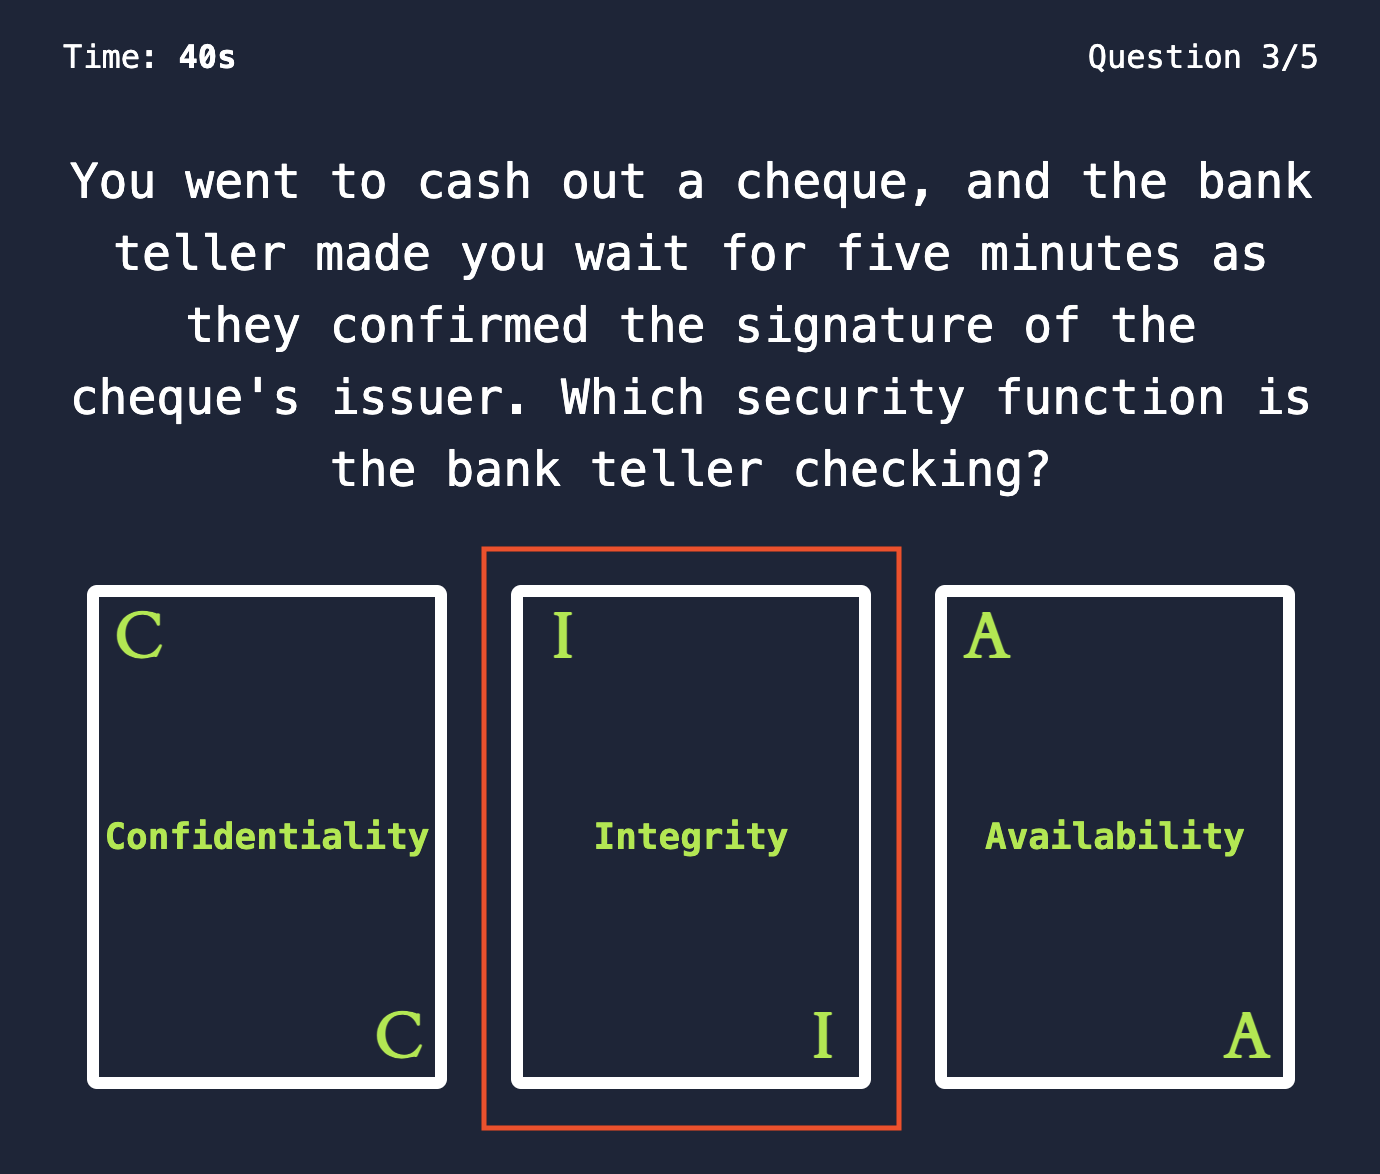 Time: 40s
Question 3/5
You went to cash out a cheque, and the bank
teller made you wait for five minutes as
they confirmed the signature of the
cheque's issuer. Which security function is
the bank teller checking?
C
I
A
Confidentiality
Integrity
Availability
C
I
A